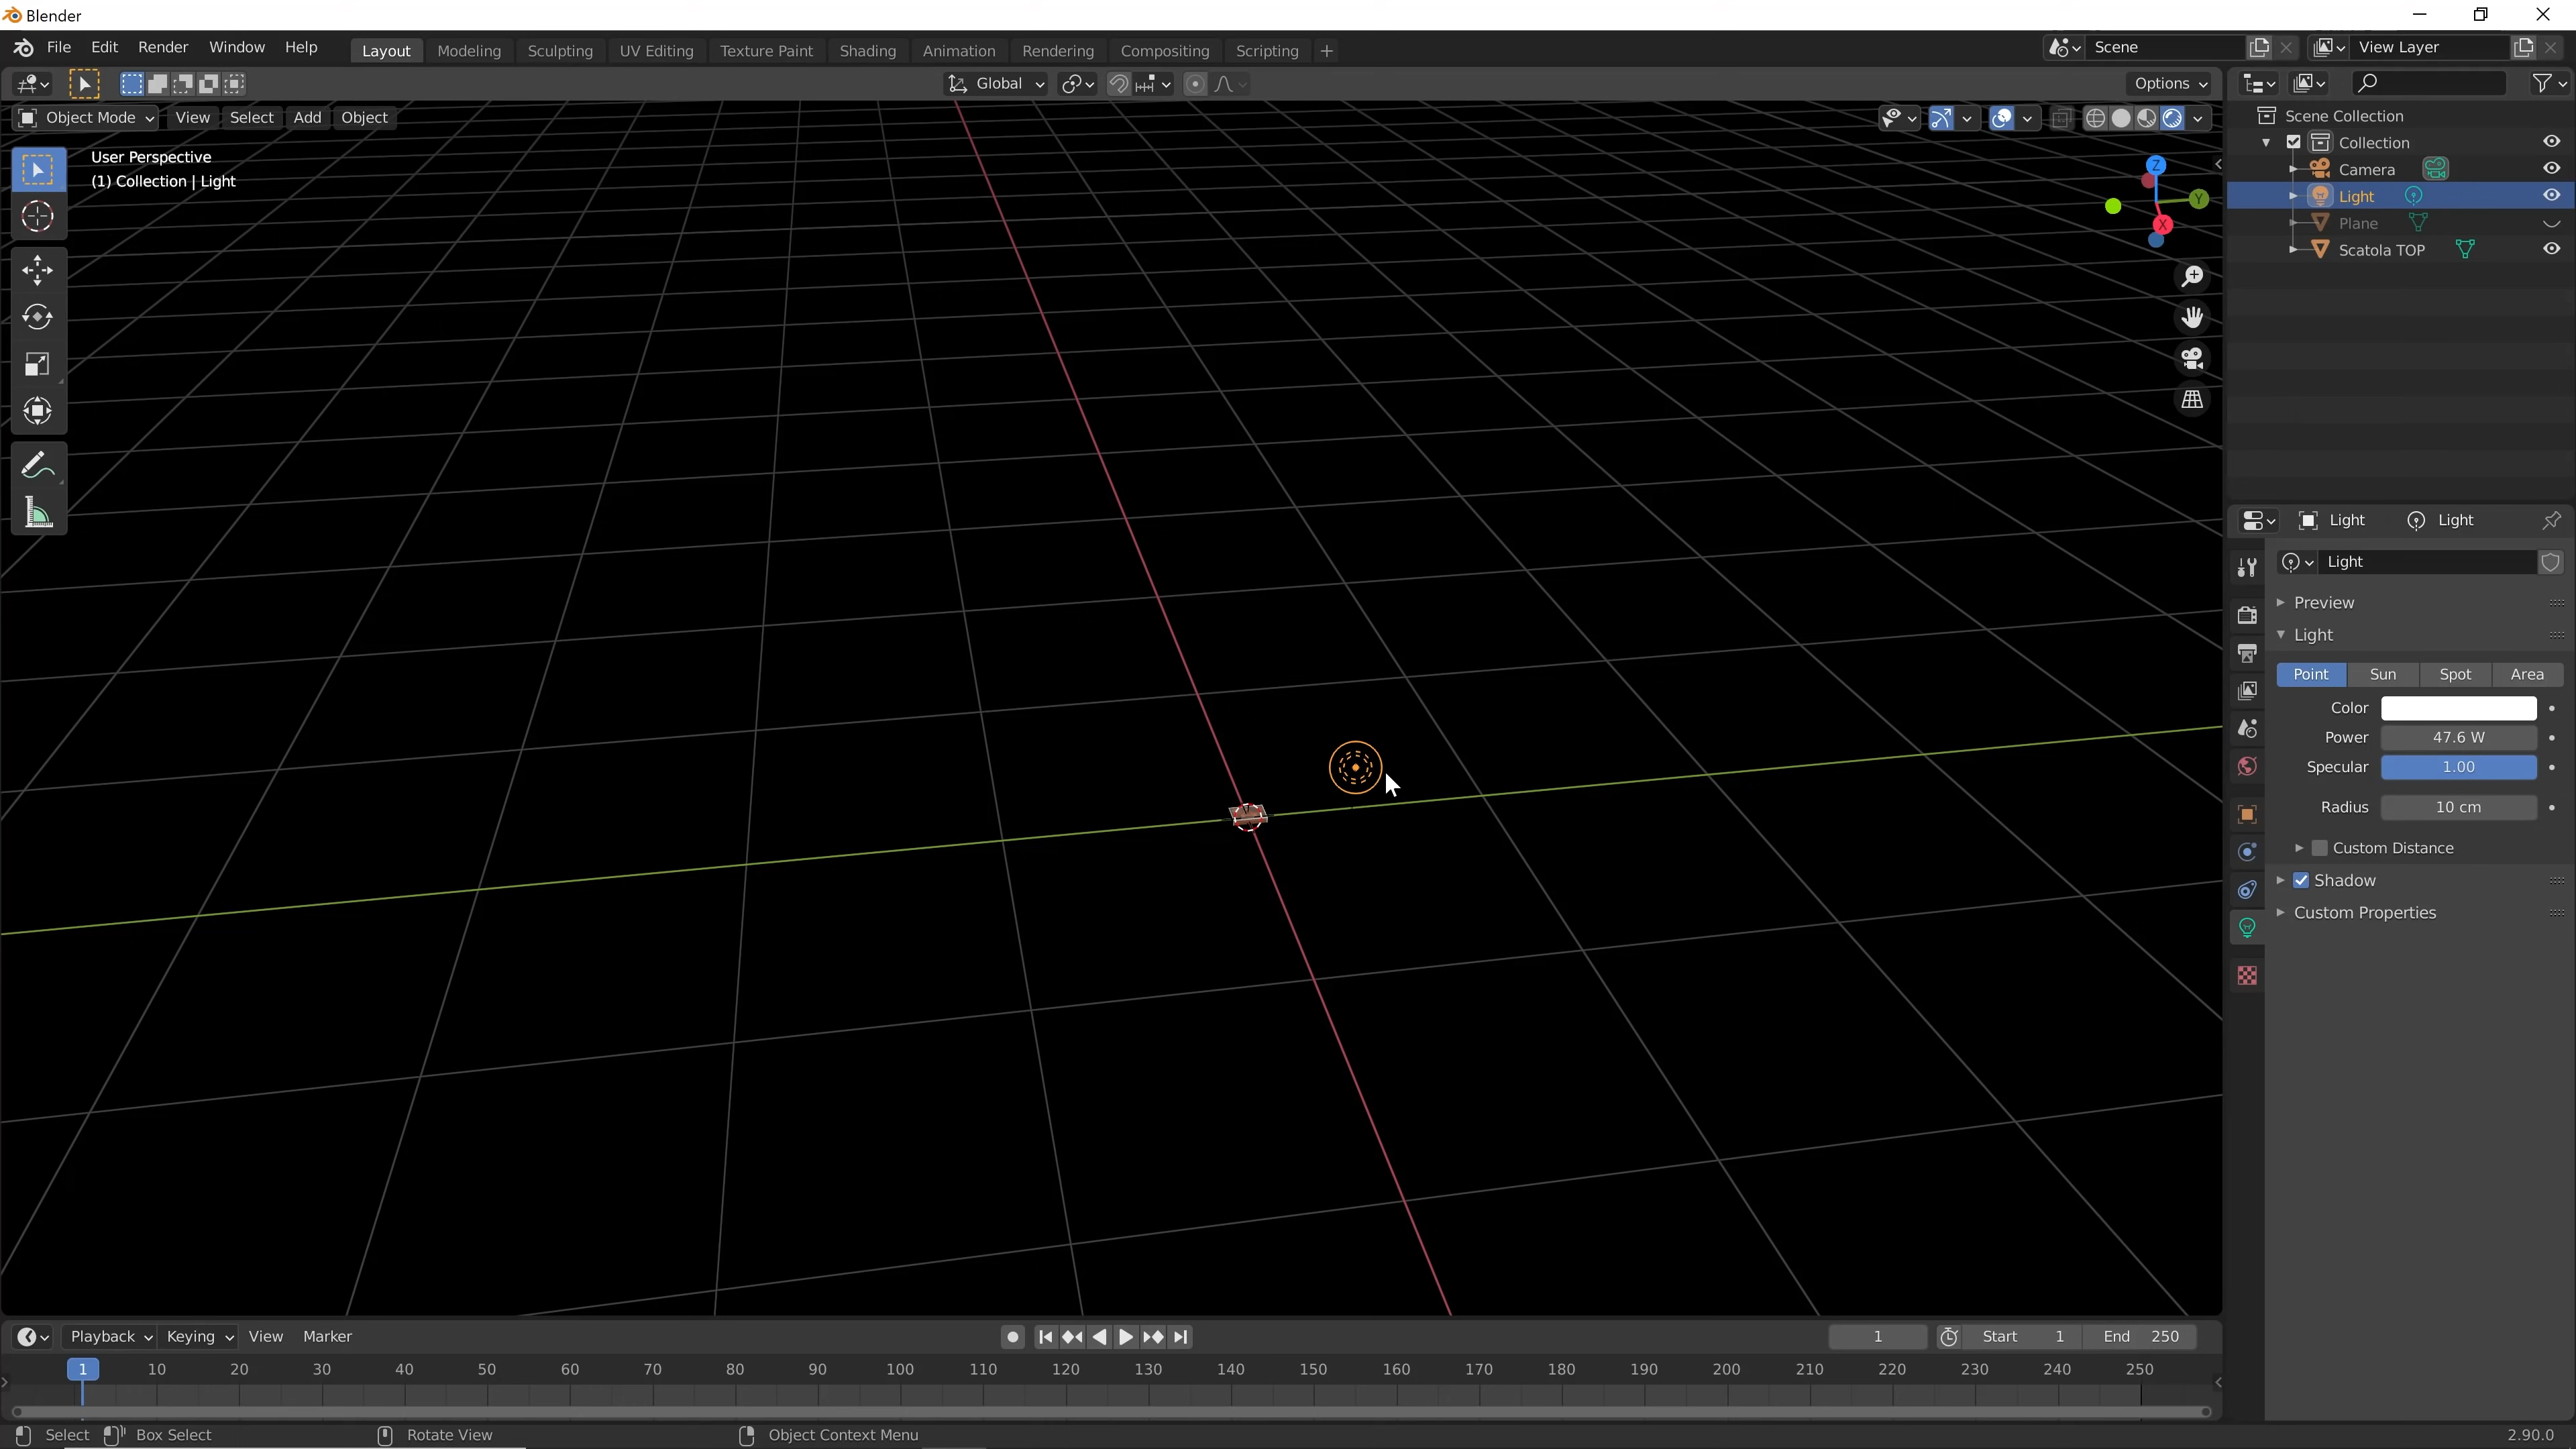 Blender
File Edit Render Window Help Layout Modeling Sculpting UV Editing Texture Paint Shading Animation Rendering Compositing Scripting + Scene View Layer
Global Options
Object Mode View Select Add Object
User Perspective
(1) Collection | Light
Z
Y
X
Scene Collection
Collection
Camera
Light
Plane
Scatola TOP
Light Light
Light
Preview
Light
Point Sun Spot Area
Color
Power 47.6 W
Specular 1.00
Radius 10 cm
Custom Distance
Shadow
Custom Properties
Playback Keying View Marker 1 Start 1 End 250
1 10 20 30 40 50 60 70 80 90 100 110 120 130 140 150 160 170 180 190 200 210 220 230 240 250
Select Box Select Rotate View Object Context Menu 2.90.0